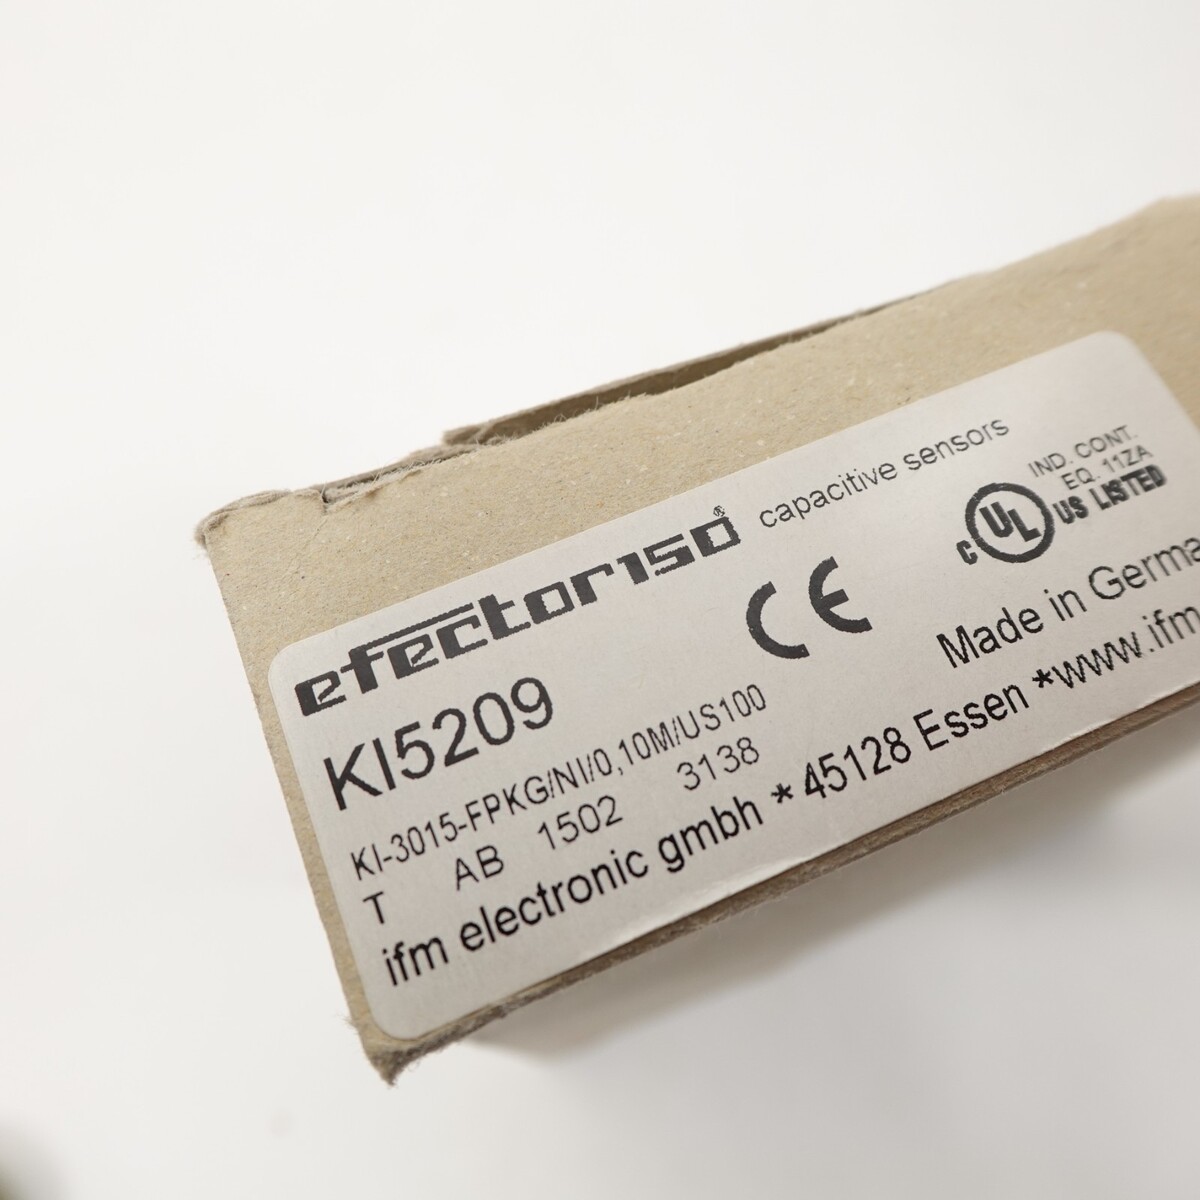 efector150® capacitive sensors
IND. CONT.
EQ. 11ZA
C UL US LISTED
CE
KI5209
Made in Germa
KI-3015-FPKG/NI/0,10M/US100
T AB 1502 3138
ifm electronic gmbh * 45128 Essen *www.ifm